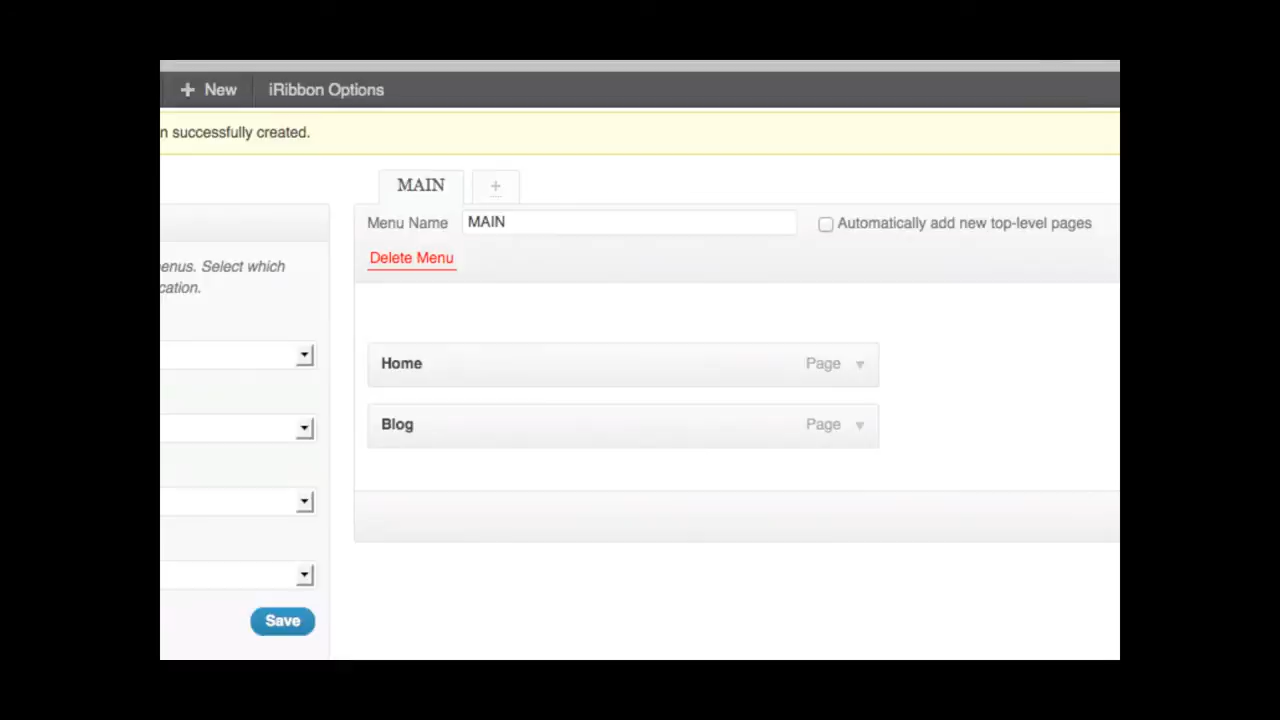 + New iRibbon Options
n successfully created.
MAIN +
Menu Name MAIN Automatically add new top-level pages
Delete Menu
enus. Select which
cation.
Home Page
Blog Page
Save